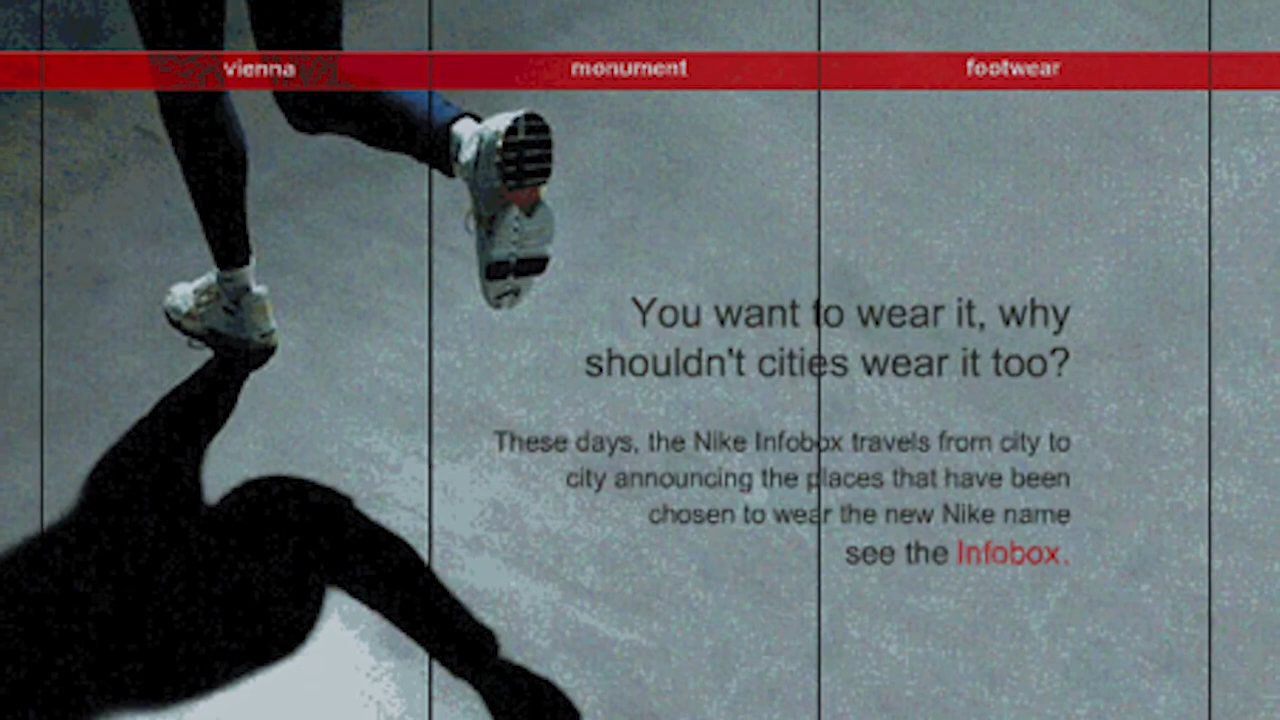 vienna monument footwear
You want to wear it, why
shouldn't cities wear it too?
These days, the Nike Infobox travels from city to
city announcing the places that have been
chosen to wear the new Nike name
see the Infobox.